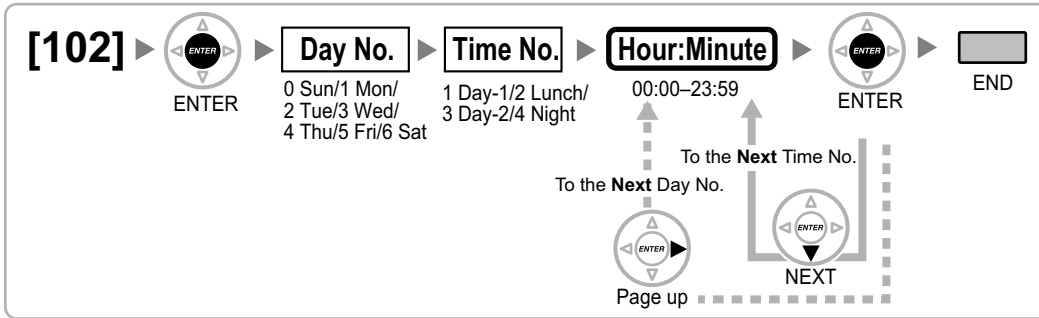 [102]
ENTER
ENTER
Day No.
0 Sun/1 Mon/
2 Tue/3 Wed/
4 Thu/5 Fri/6 Sat
Time No.
1 Day-1/2 Lunch/
3 Day-2/4 Night
Hour:Minute
00:00–23:59
ENTER
ENTER
END
To the Next Time No.
To the Next Day No.
ENTER
Page up
ENTER
NEXT